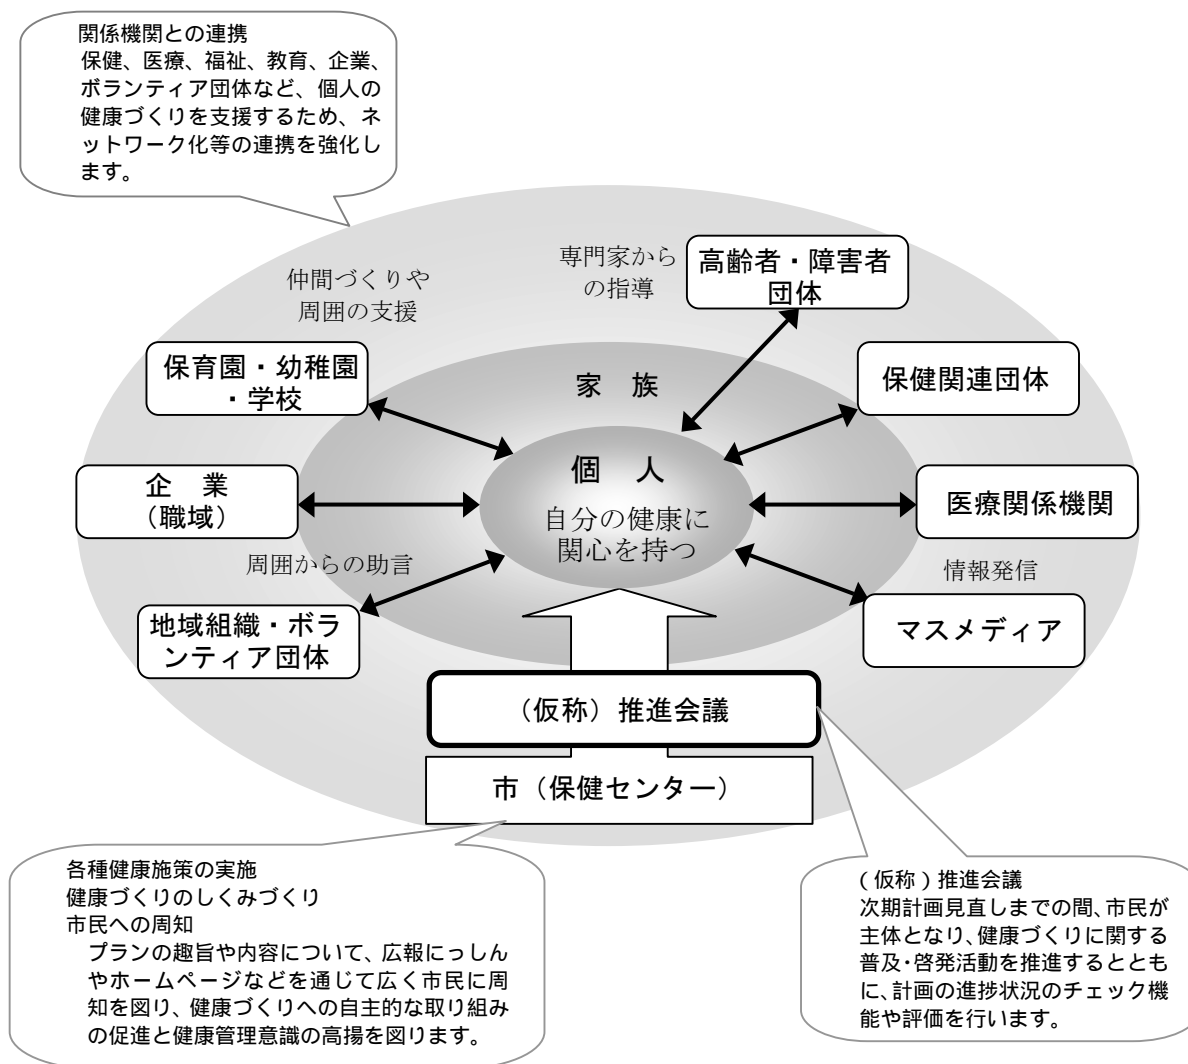 関係機関との連携
保健、医療、福祉、教育、企業、
ボランティア団体など、個人の
健康づくりを支援するため、ネ
ットワーク化等の連携を強化し
ます。
仲間づくりや
周囲の支援
専門家から
の指導
高齢者・障害者
団体
保育園・幼稚園
・学校
家　族
保健関連団体
企　業
（職域）
個　人
自分の健康に
関心を持つ
医療関係機関
周囲からの助言
情報発信
地域組織・ボラ
ンティア団体
マスメディア
（仮称）推進会議
市（保健センター）
各種健康施策の実施
健康づくりのしくみづくり
市民への周知
プランの趣旨や内容について、広報にっしん
やホームページなどを通じて広く市民に周
知を図り、健康づくりへの自主的な取り組み
の促進と健康管理意識の高揚を図ります。
（仮称）推進会議
次期計画見直しまでの間、市民が
主体となり、健康づくりに関する
普及・啓発活動を推進するととも
に、計画の進捗状況のチェック機
能や評価を行います。